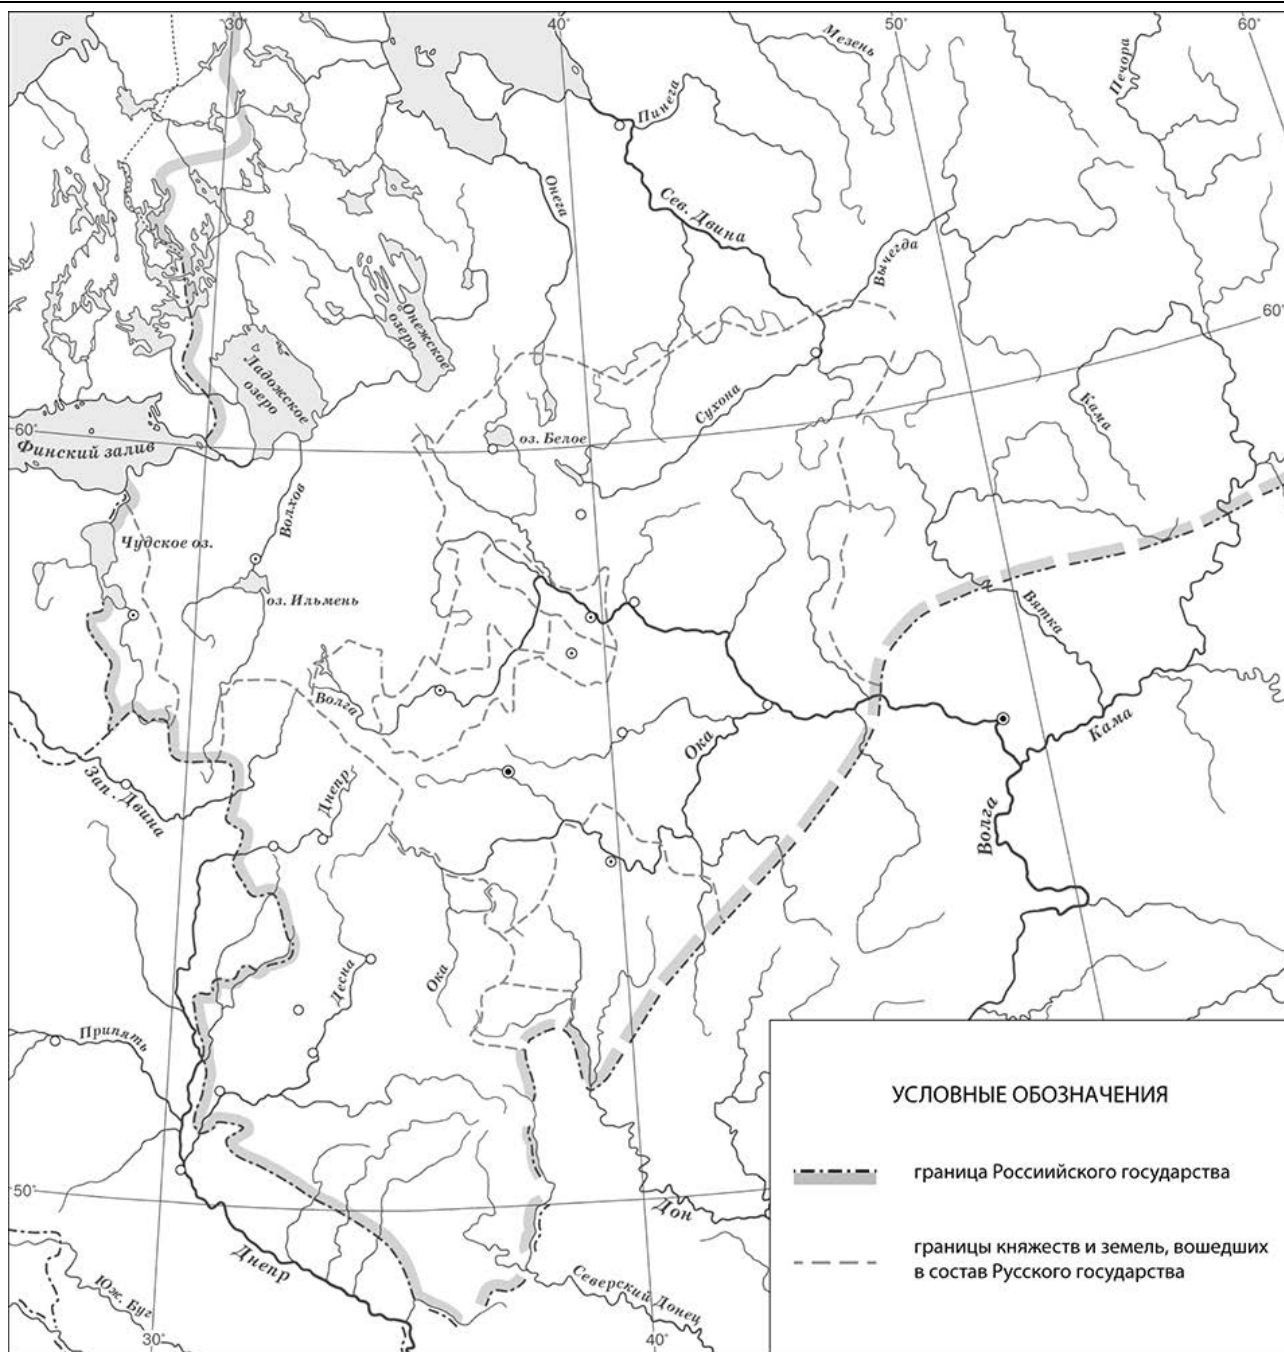 30°
40°
50°
60°
Мезень
Печора
Пинега
Онега
Сев. Двина
Вычегда
Онежское
озеро
60°
Ладожское
озеро
Сухона
Кама
60°
Финский залив
оз. Белое
Волхов
Чудское оз.
оз. Ильмень
Вятка
Волга
Ока
Кама
Зап. Двина
Днепр
Волга
Ока
Десна
Припять
УСЛОВНЫЕ ОБОЗНАЧЕНИЯ
граница Россиийского государства
50°
Дон
границы княжеств и земель, вошедших
в состав Русского государства
Днепр
Юж. Буг
Северский Донец
30°
40°